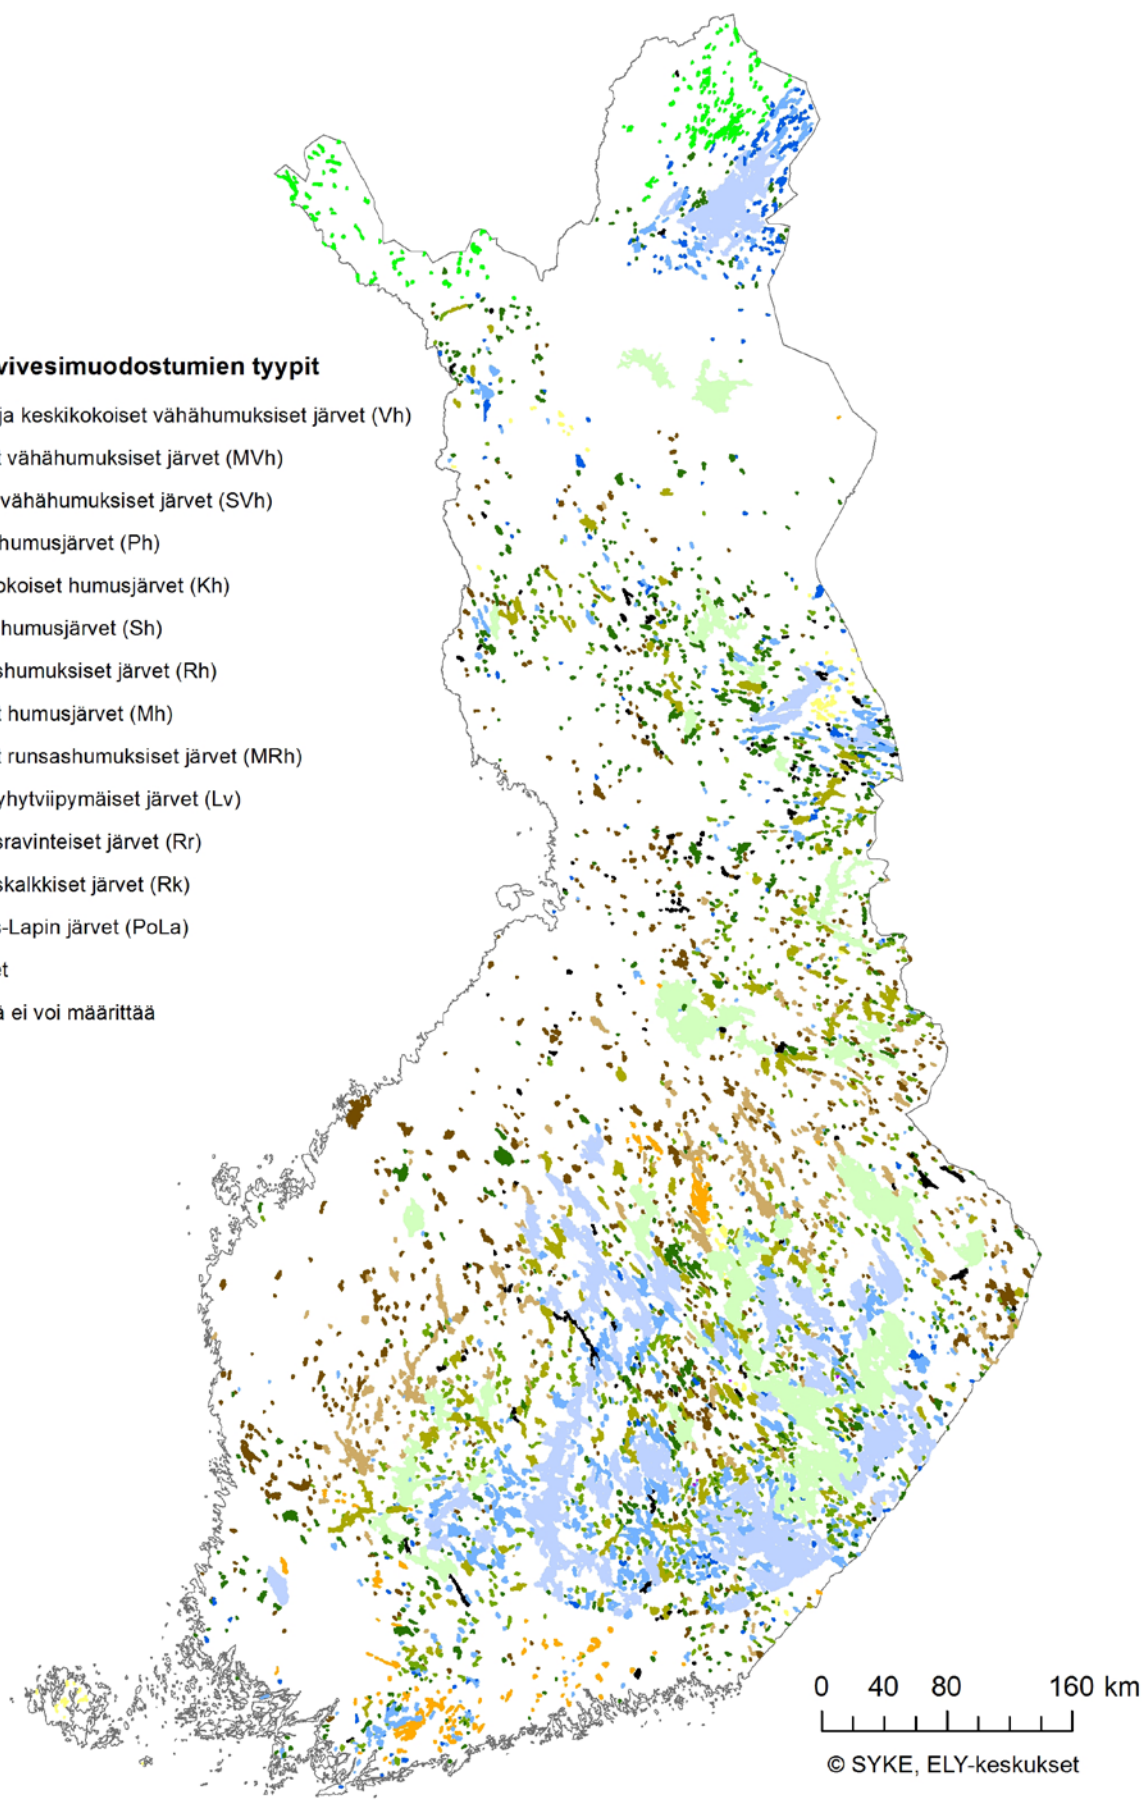 vivesimuodostumien tyypit
ja keskikokoiset vähähumuksiset järvet (Vh)
t vähähumuksiset järvet (MVh)
vähähumuksiset järvet (SVh)
humusjärvet (Ph)
okoiset humusjärvet (Kh)
humusjärvet (Sh)
shumuksiset järvet (Rh)
t humusjärvet (Mh)
t runsashumuksiset järvet (MRh)
yhytviipymäiset järvet (Lv)
sravinteiset järvet (Rr)
skalkkiset järvet (Rk)
s-Lapin järvet (PoLa)
et
ä ei voi määrittää
0 40 80 160 km
© SYKE, ELY-keskukset